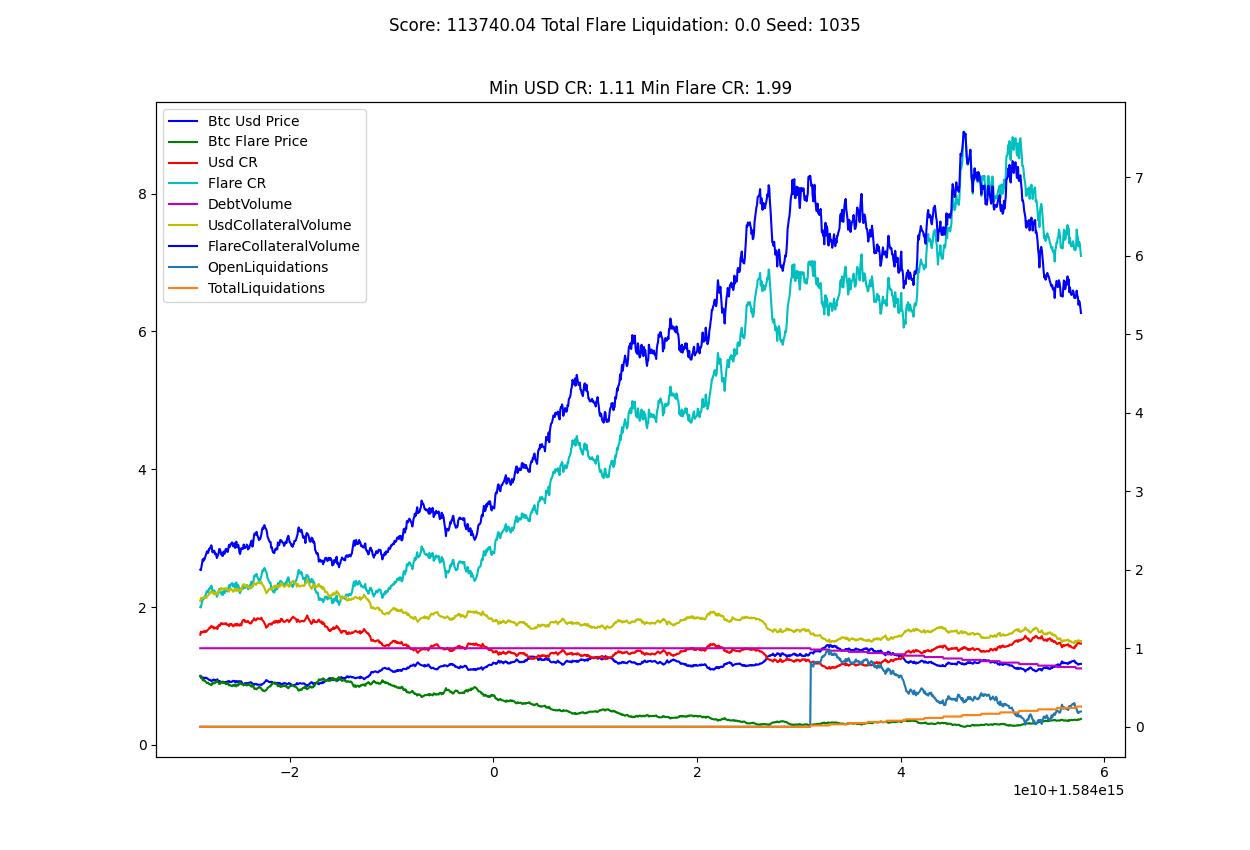 Score: 113740.04 Total Flare Liquidation: 0.0 Seed: 1035
Min USD CR: 1.11 Min Flare CR: 1.99
Btc Usd Price
Btc Flare Price
Usd CR
Flare CR
DebtVolume
UsdCollateralVolume
FlareCollateralVolume
OpenLiquidations
TotalLiquidations
8
6
4
2
0
7
6
5
4
3
2
1
0
−2
0
2
4
6
1e10+1.584e15